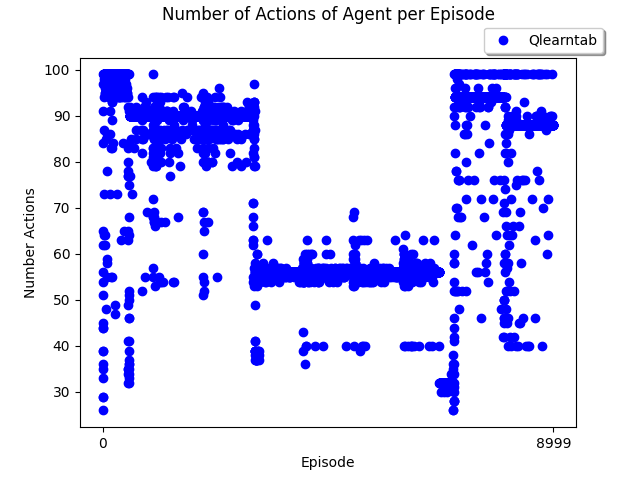 Number of Actions of Agent per Episode
Qlearntab
100
90
80
70
60
50
40
30
Number Actions
0
8999
Episode